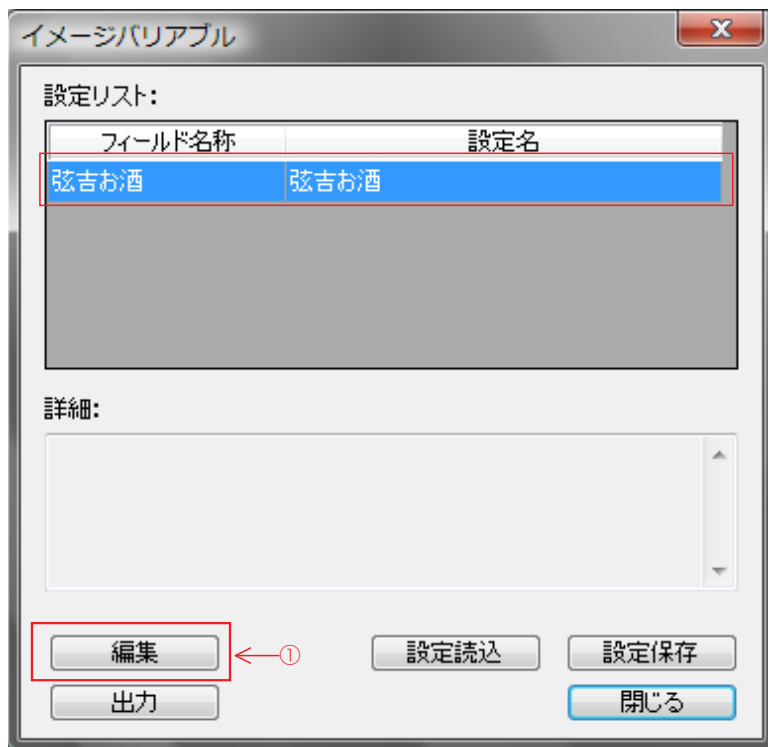 イメージバリアブル
設定リスト:
フィールド名称 設定名
弦吉お酒 弦吉お酒
詳細:
編集 ←① 設定読込 設定保存
出力 閉じる